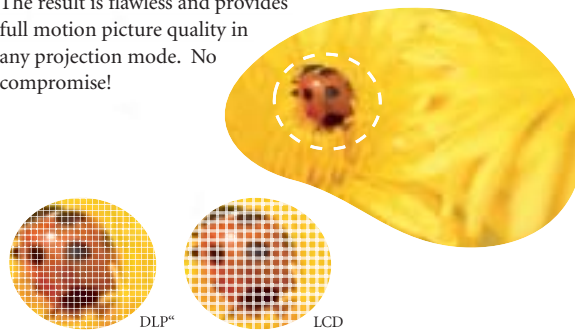 The result is flawless and provides
full motion picture quality in
any projection mode. No
compromise!
DLP“
LCD